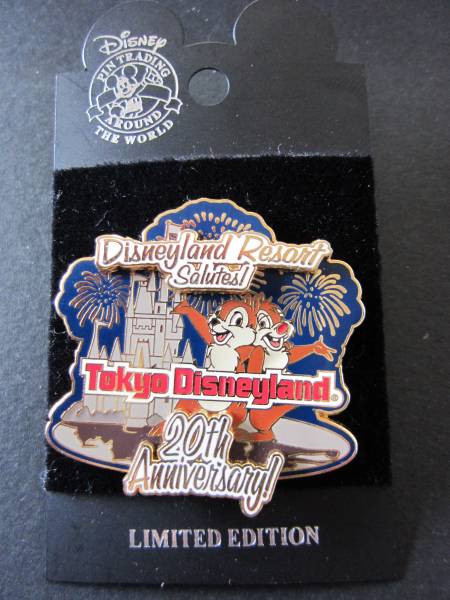 Disney
PIN TRADING
AROUND
THE WORLD
Disneyland Resort
Salutes!
Tokyo Disneyland®
20th
Anniversary!
LIMITED EDITION